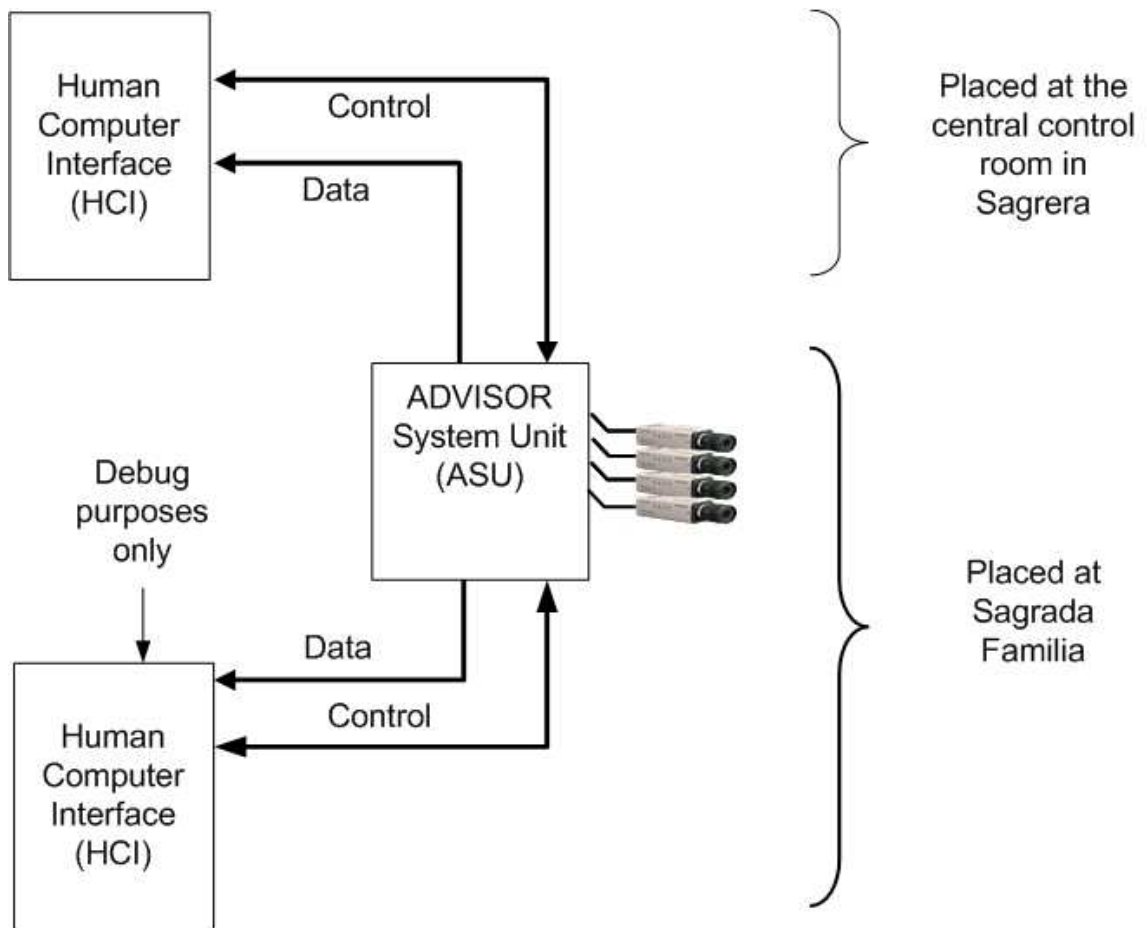 Human
Computer
Interface
(HCI)
Control
Data
Placed at the
central control
room in
Sagrera
ADVISOR
System Unit
(ASU)
Debug
purposes
only
Data
Control
Human
Computer
Interface
(HCI)
Placed at
Sagrada
Familia